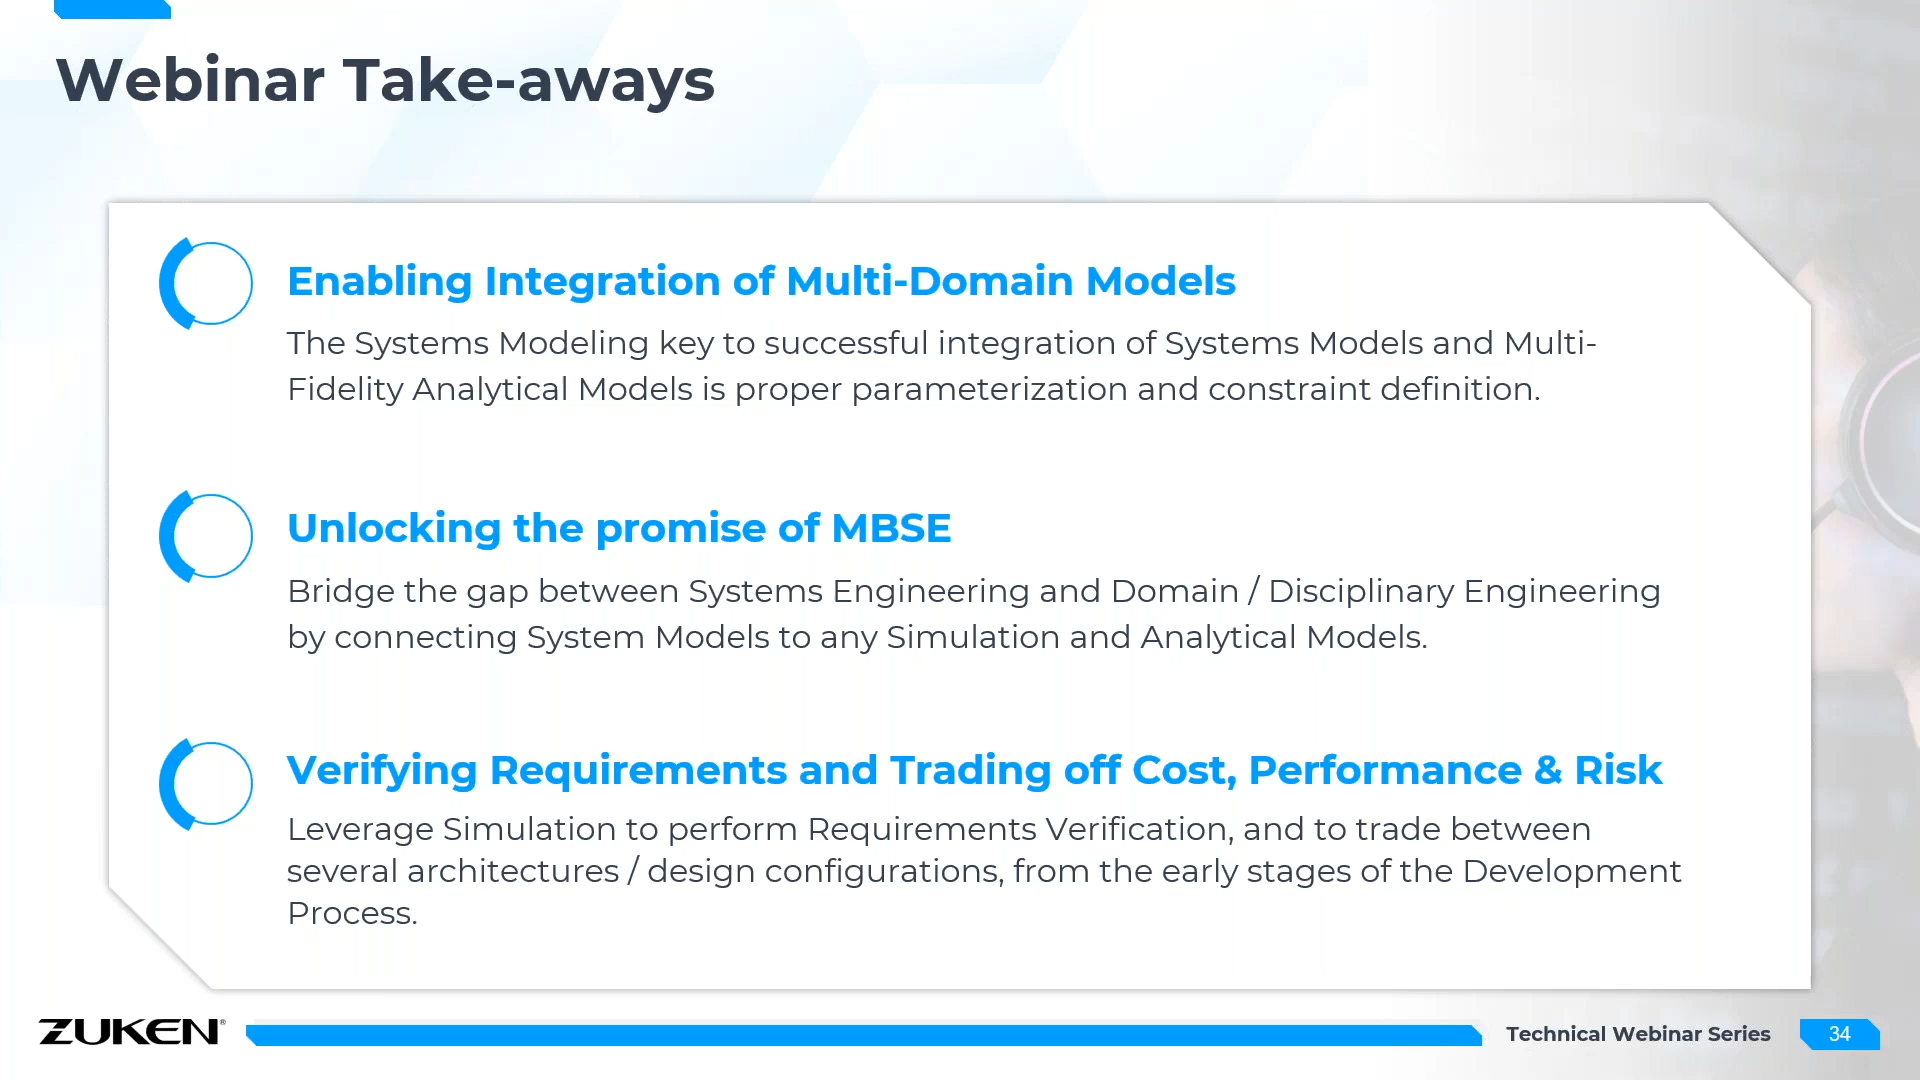 Webinar Take-aways
Enabling Integration of Multi-Domain Models
The Systems Modeling key to successful integration of Systems Models and Multi-
Fidelity Analytical Models is proper parameterization and constraint definition.
Unlocking the promise of MBSE
Bridge the gap between Systems Engineering and Domain / Disciplinary Engineering
by connecting System Models to any Simulation and Analytical Models.
Verifying Requirements and Trading off Cost, Performance & Risk
Leverage Simulation to perform Requirements Verification, and to trade between
several architectures / design configurations, from the early stages of the Development
Process.
ZUKEN®
Technical Webinar Series
34